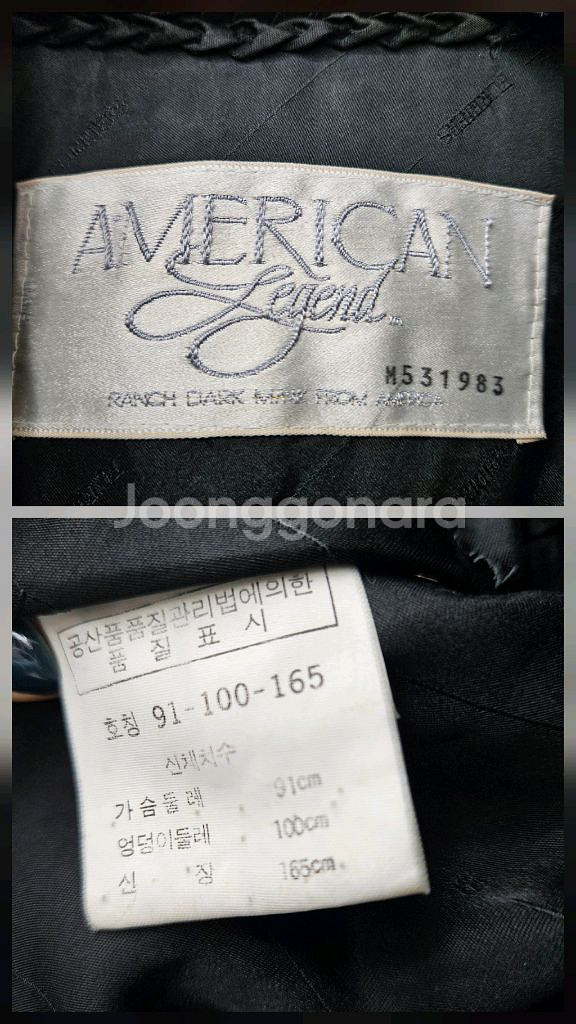 AMERICAN
Legend
M531983
RANCH DARK MINK FROM AMERICA
Joonggonara
공산품품질관리법에의한
품 질 표 시
호칭 91-100-165
신체치수
가슴둘레 91cm
엉덩이둘레 100cm
신 장 165cm